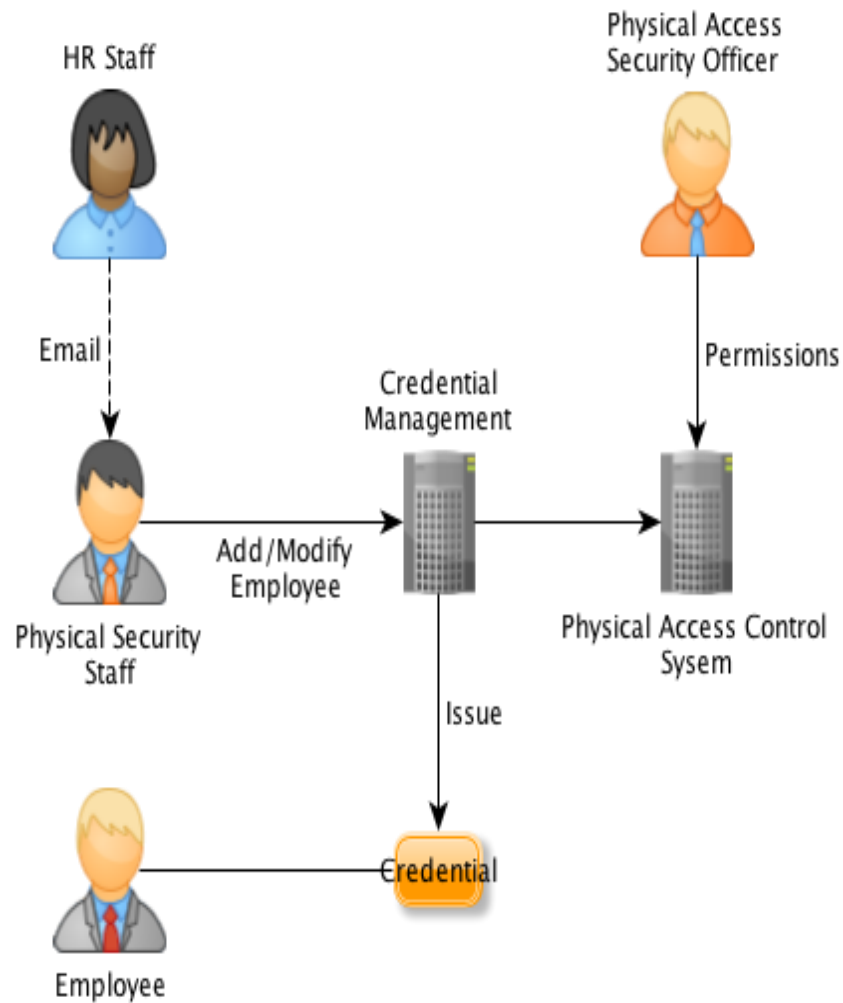 HR Staff
Physical Access
Security Officer
Email
Permissions
Credential
Management
Add/Modify
Employee
Physical Security
Staff
Physical Access Control
Sysem
Issue
Credential
Employee